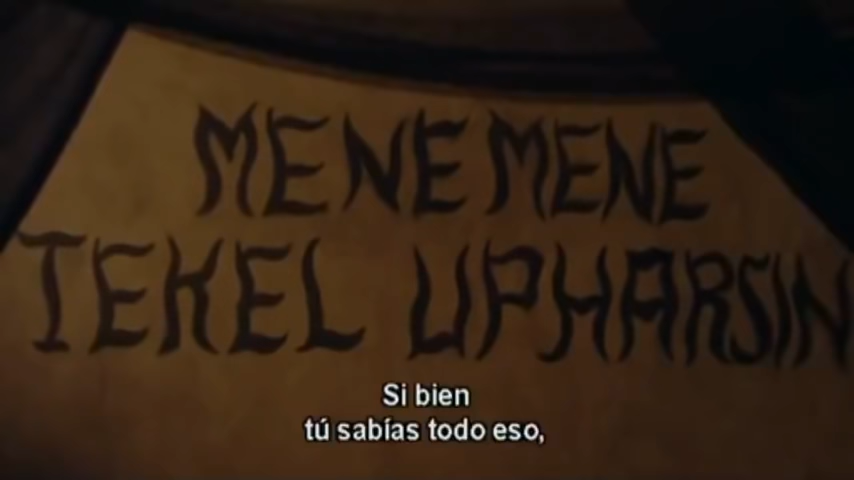 MENE MENE
TEKEL UPHARSIN
Si bien
tú sabías todo eso,